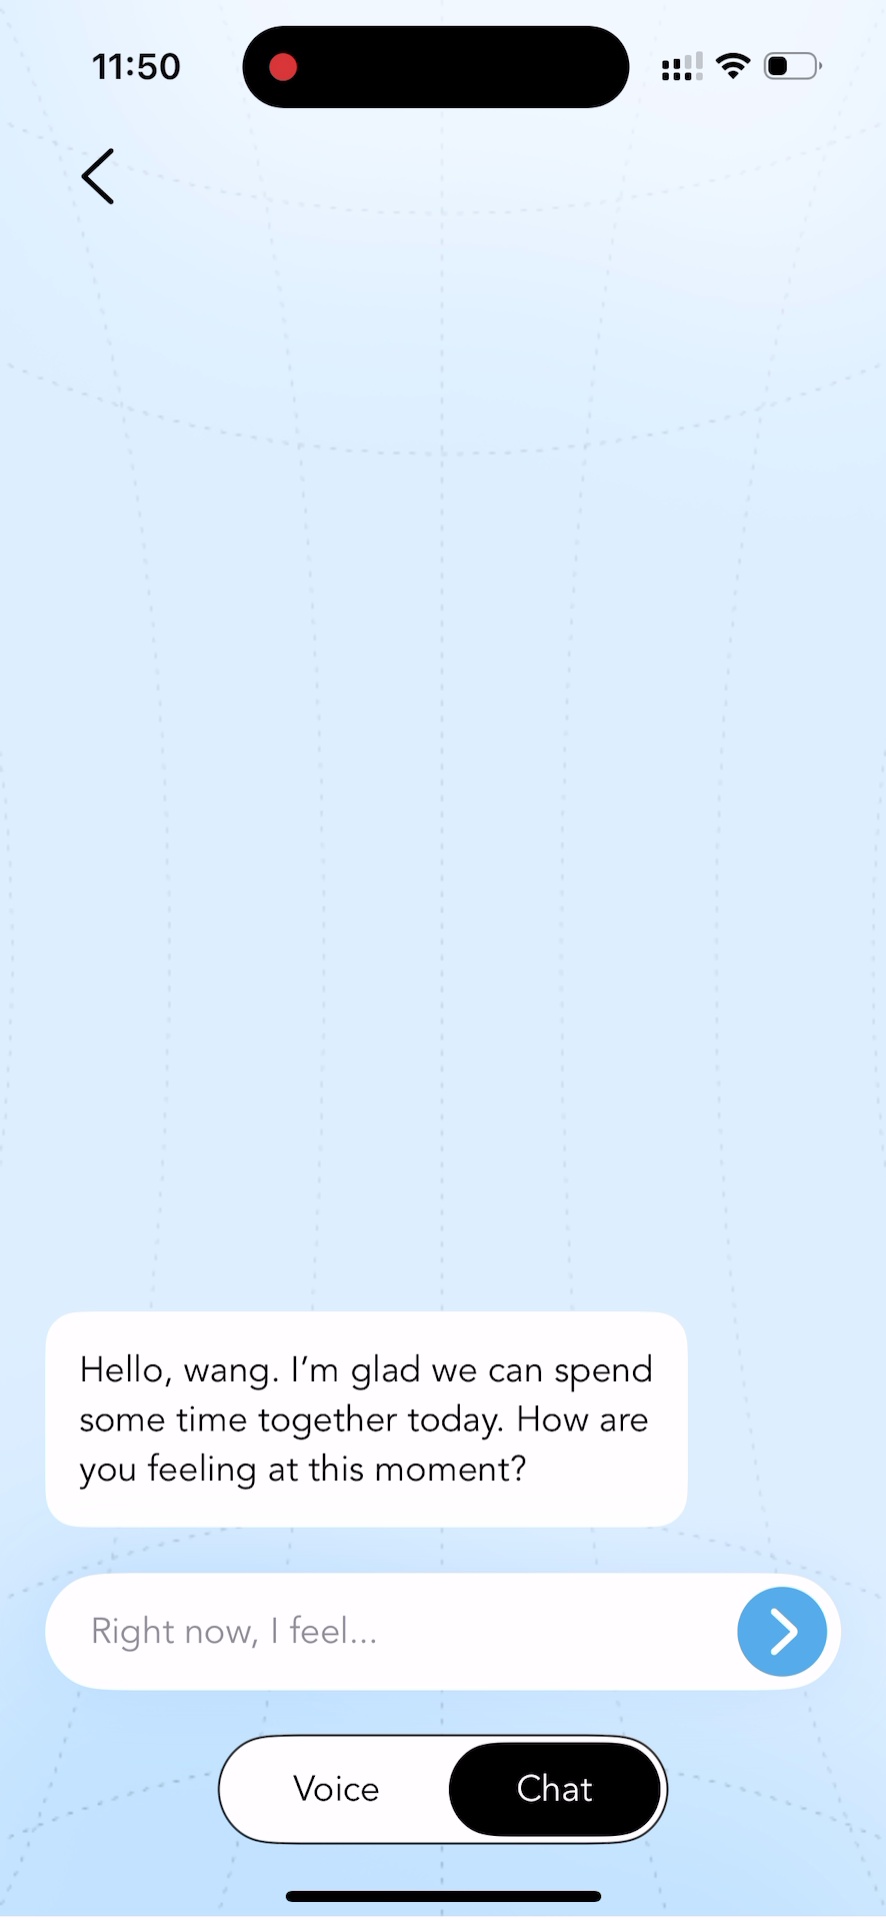 11:50
Hello, wang. I’m glad we can spend
some time together today. How are
you feeling at this moment?
Right now, I feel...
Voice
Chat